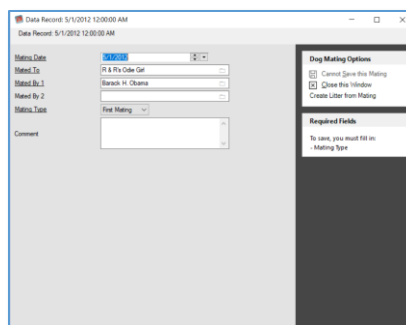 Data Record: 5/1/2012 12:00:00 AM
Data Record: 5/1/2012 12:00:00 AM
Mating Date 5/1/2012
Mated To R & R's Odie Girl
Mated By 1 Barack H. Obama
Mated By 2
Mating Type First Mating
Comment
Dog Mating Options
Cannot Save this Mating
Close this Window
Create Litter from Mating
Required Fields
To save, you must fill in:
- Mating Type